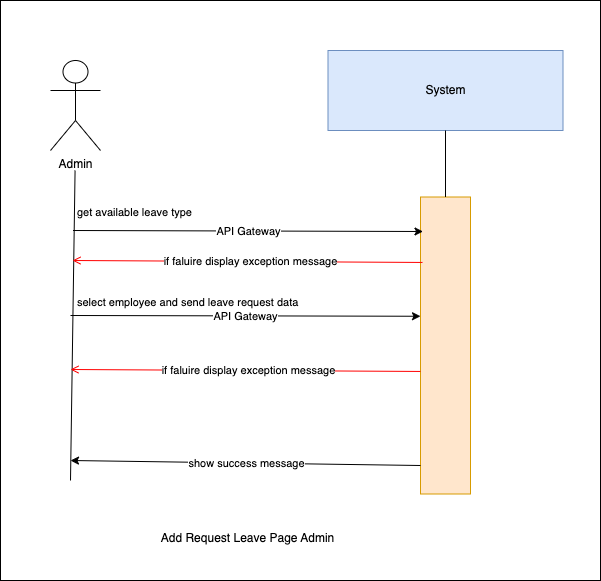 System
Admin
get available leave type
API Gateway
if faluire display exception message
select employee and send leave request data
API Gateway
if faluire display exception message
show success message
Add Request Leave Page Admin